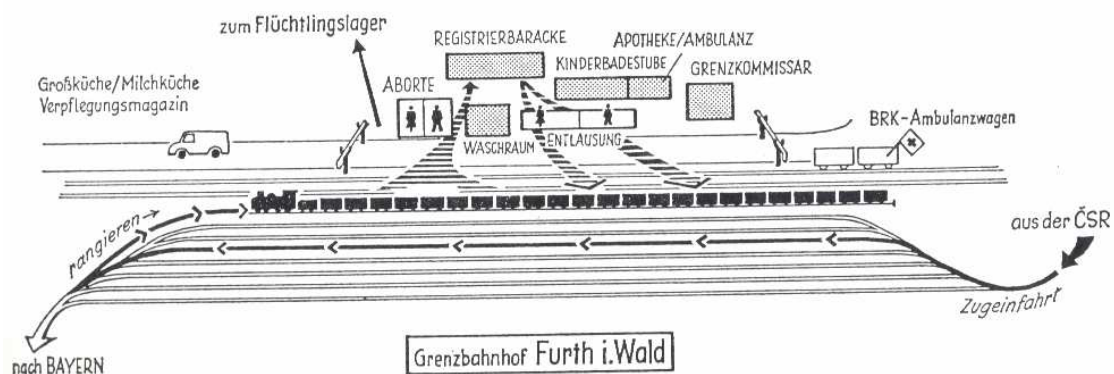 zum Flüchtlingslager
REGISTRIERBARACKE
APOTHEKE/AMBULANZ
KINDERBADESTUBE
GRENZKOMMISSAR
Großküche/Milchküche
Verpflegungsmagazin
ABORTE
WASCHRAUM
ENTLAUSUNG
BRK-Ambulanzwagen
rangieren
aus der ČSR
Zugeinfahrt
nach BAYERN
Grenzbahnhof Furth i. Wald